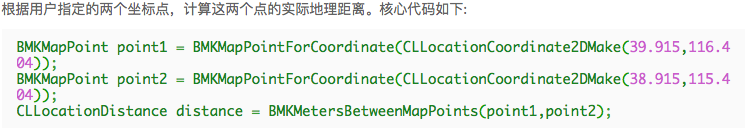 根据用户指定的两个坐标点，计算这两个点的实际地理距离。核心代码如下:
BMKMapPoint point1 = BMKMapPointForCoordinate(CLLocationCoordinate2DMake(39.915,116.4
04));
BMKMapPoint point2 = BMKMapPointForCoordinate(CLLocationCoordinate2DMake(38.915,115.4
04));
CLLocationDistance distance = BMKMetersBetweenMapPoints(point1,point2);